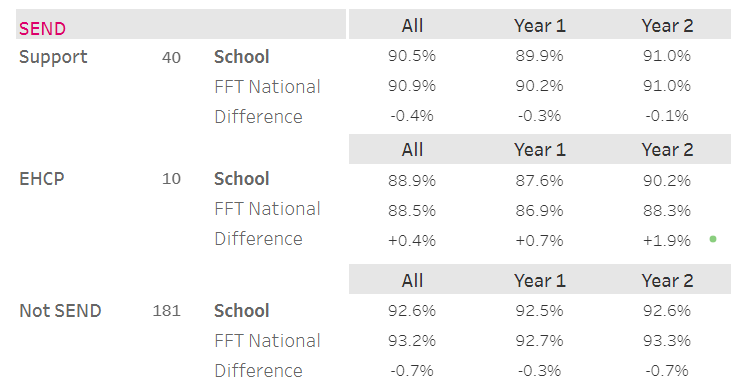 SEND All Year 1 Year 2
Support 40 School 90.5% 89.9% 91.0%
FFT National 90.9% 90.2% 91.0%
Difference -0.4% -0.3% -0.1%
All Year 1 Year 2
EHCP 10 School 88.9% 87.6% 90.2%
FFT National 88.5% 86.9% 88.3%
Difference +0.4% +0.7% +1.9%
All Year 1 Year 2
Not SEND 181 School 92.6% 92.5% 92.6%
FFT National 93.2% 92.7% 93.3%
Difference -0.7% -0.3% -0.7%